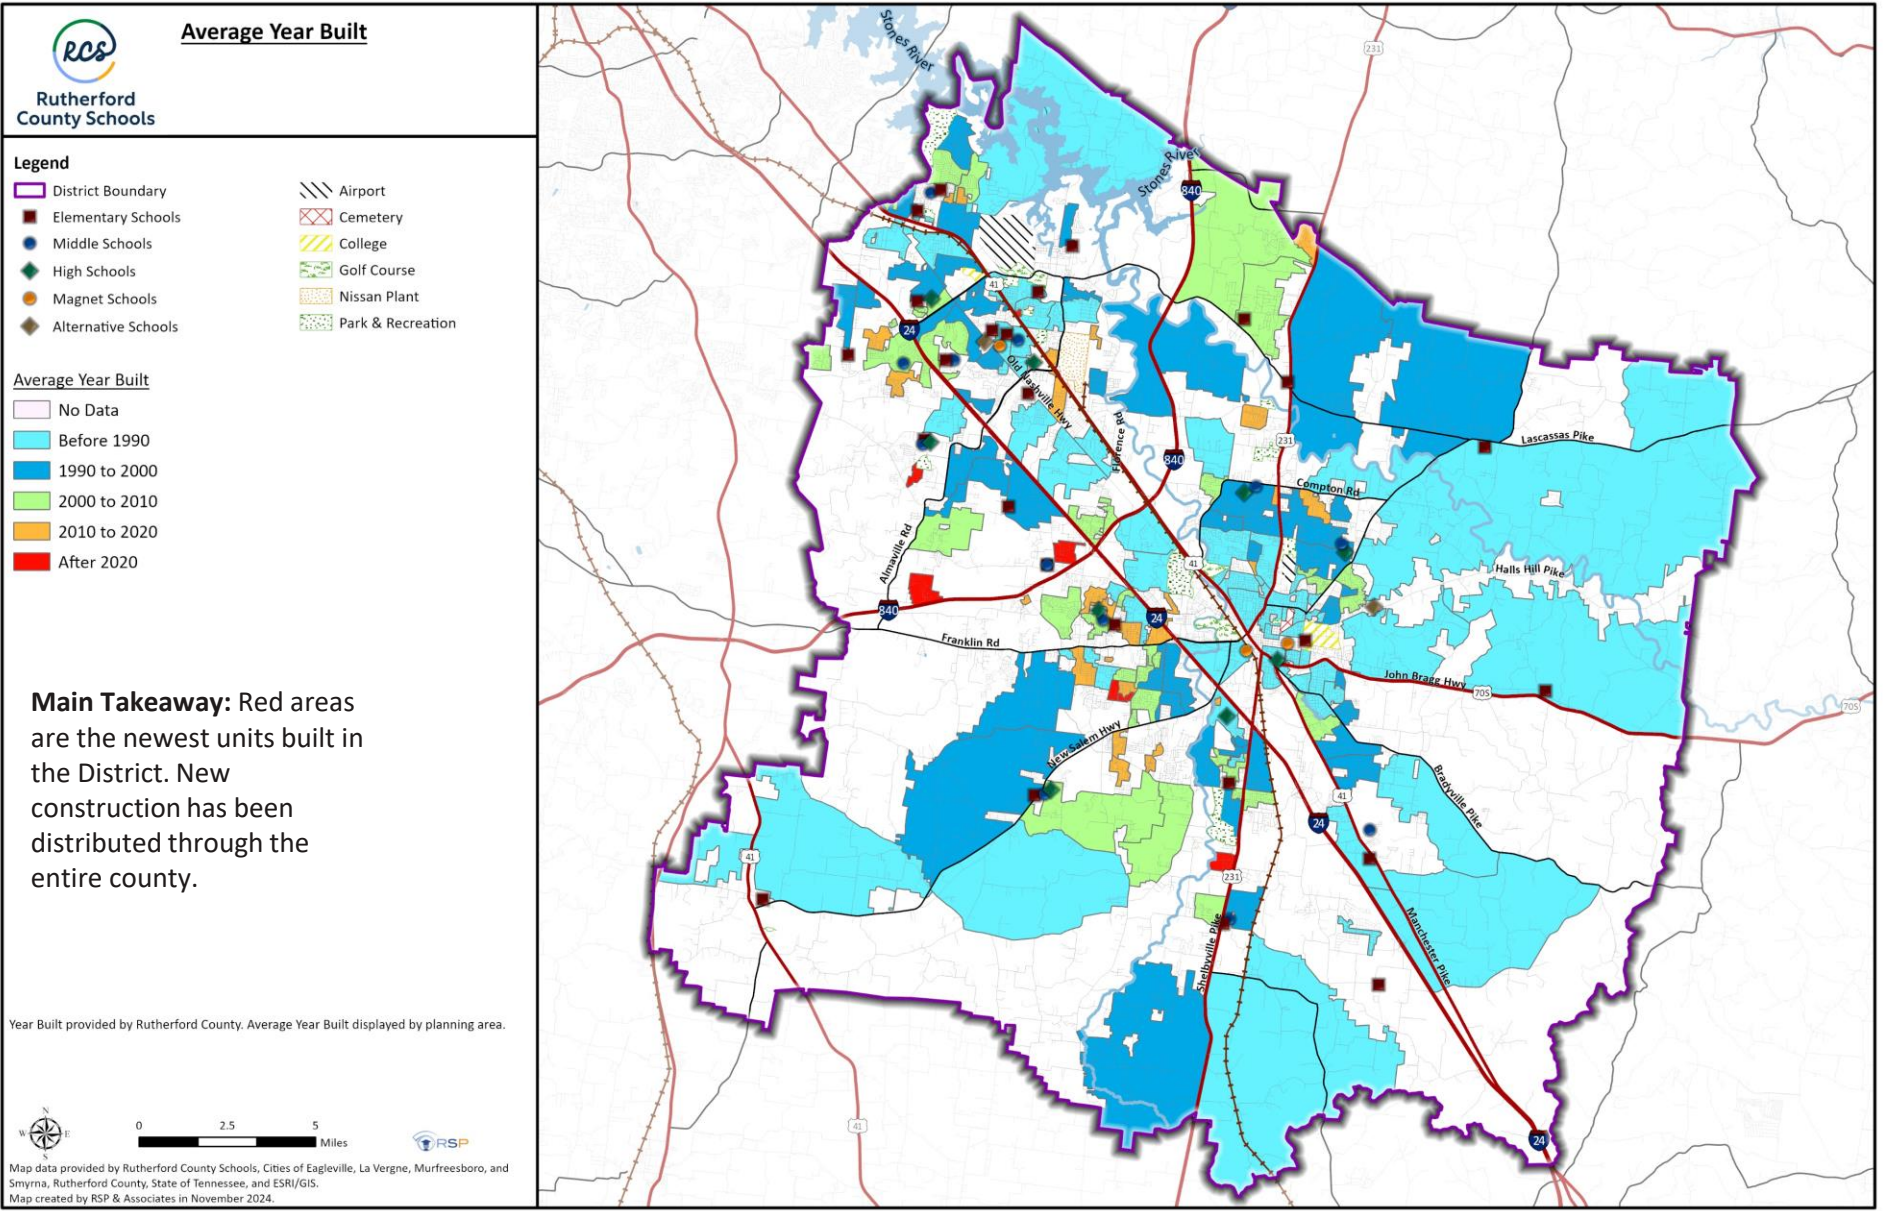 RCS
Rutherford
County Schools
Average Year Built
Legend
District Boundary
Elementary Schools
Middle Schools
High Schools
Magnet Schools
Alternative Schools
Airport
Cemetery
College
Golf Course
Nissan Plant
Park & Recreation
Average Year Built
No Data
Before 1990
1990 to 2000
2000 to 2010
2010 to 2020
After 2020
Main Takeaway: Red areas
are the newest units built in
the District. New
construction has been
distributed through the
entire county.
Year Built provided by Rutherford County. Average Year Built displayed by planning area.
N
W E
S
0 2.5 5
Miles
RSP
Map data provided by Rutherford County Schools, Cities of Eagleville, La Vergne, Murfreesboro, and
Smyrna, Rutherford County, State of Tennessee, and ESRI/GIS.
Map created by RSP & Associates in November 2024.
Stones River
231
Stones River
840
41
24
Old Nashville Hwy
Florence Rd
231
Lascassas Pike
840
Compton Rd
Almaville Rd
41
Halls Hill Pike
840
24
Franklin Rd
John Bragg Hwy
70S
70S
New Salem Hwy
Bradyville Pike
41
24
41
231
Shelbyville Pike
Manchester Pike
41
24